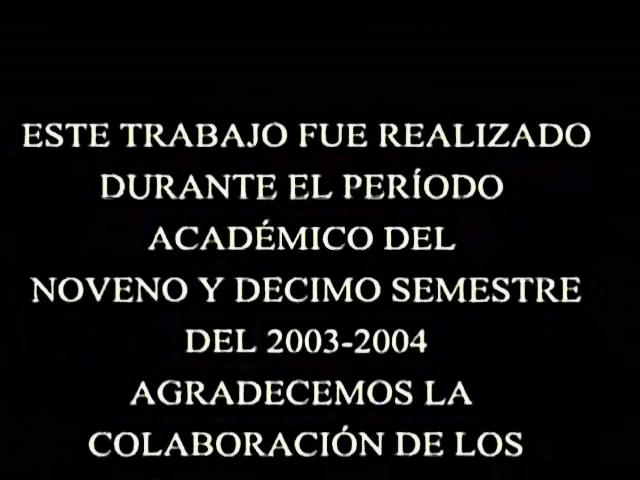 ESTE TRABAJO FUE REALIZADO
DURANTE EL PERÍODO
ACADÉMICO DEL
NOVENO Y DECIMO SEMESTRE
DEL 2003-2004
AGRADECEMOS LA
COLABORACIÓN DE LOS